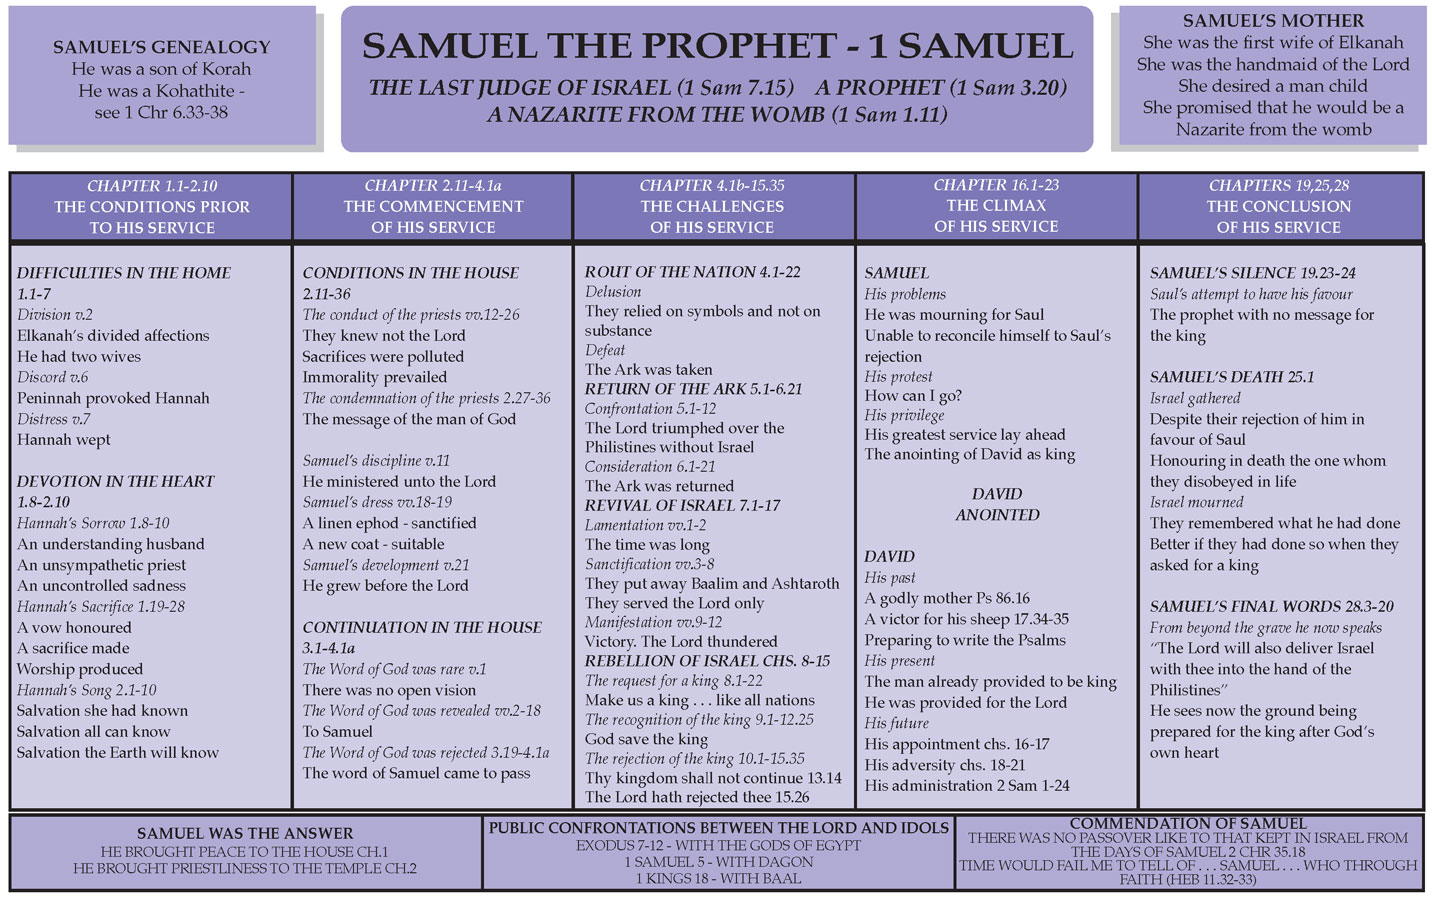 SAMUEL'S GENEALOGY
He was a son of Korah
He was a Kohathite -
see 1 Chr 6.33-38
SAMUEL THE PROPHET - 1 SAMUEL
THE LAST JUDGE OF ISRAEL (1 Sam 7.15) A PROPHET (1 Sam 3.20)
A NAZARITE FROM THE WOMB (1 Sam 1.11)
SAMUEL'S MOTHER
She was the first wife of Elkanah
She was the handmaid of the Lord
She desired a man child
She promised that he would be a
Nazarite from the womb
CHAPTER 1.1-2.10
THE CONDITIONS PRIOR
TO HIS SERVICE
DIFFICULTIES IN THE HOME
1.1-7
Division v.2
Elkanah's divided affections
He had two wives
Discord v.6
Peninnah provoked Hannah
Distress v.7
Hannah wept
DEVOTION IN THE HEART
1.8-2.10
Hannah's Sorrow 1.8-10
An understanding husband
An unsympathetic priest
An uncontrolled sadness
Hannah's Sacrifice 1.19-28
A vow honoured
A sacrifice made
Worship produced
Hannah's Song 2.1-10
Salvation she had known
Salvation all can know
Salvation the Earth will know
CHAPTER 2.11-4.1a
THE COMMENCEMENT
OF HIS SERVICE
CONDITIONS IN THE HOUSE
2.11-36
The conduct of the priests vv.12-26
They knew not the Lord
Sacrifices were polluted
Immorality prevailed
The condemnation of the priests 2.27-36
The message of the man of God
Samuel's discipline v.11
He ministered unto the Lord
Samuel's dress vv.18-19
A linen ephod - sanctified
A new coat - suitable
Samuel's development v.21
He grew before the Lord
CONTINUATION IN THE HOUSE
3.1-4.1a
The Word of God was rare v.1
There was no open vision
The Word of God was revealed vv.2-18
To Samuel
The Word of God was rejected 3.19-4.1a
The word of Samuel came to pass
CHAPTER 4.1b-15.35
THE CHALLENGES
OF HIS SERVICE
ROUT OF THE NATION 4.1-22
Delusion
They relied on symbols and not on
substance
Defeat
The Ark was taken
RETURN OF THE ARK 5.1-6.21
Confrontation 5.1-12
The Lord triumphed over the
Philistines without Israel
Consideration 6.1-21
The Ark was returned
REVIVAL OF ISRAEL 7.1-17
Lamentation vv.1-2
The time was long
Sanctification vv.3-8
They put away Baalim and Ashtaroth
They served the Lord only
Manifestation vv.9-12
Victory. The Lord thundered
REBELLION OF ISRAEL CHS. 8-15
The request for a king 8.1-22
Make us a king . . . like all nations
The recognition of the king 9.1-12.25
God save the king
The rejection of the king 10.1-15.35
Thy kingdom shall not continue 13.14
The Lord hath rejected thee 15.26
CHAPTER 16.1-23
THE CLIMAX
OF HIS SERVICE
SAMUEL
His problems
He was mourning for Saul
Unable to reconcile himself to Saul's
rejection
His protest
How can I go?
His privilege
His greatest service lay ahead
The anointing of David as king
DAVID
ANOINTED
DAVID
His past
A godly mother Ps 86.16
A victor for his sheep 17.34-35
Preparing to write the Psalms
His present
The man already provided to be king
He was provided for the Lord
His future
His appointment chs. 16-17
His adversity chs. 18-21
His administration 2 Sam 1-24
CHAPTERS 19,25,28
THE CONCLUSION
OF HIS SERVICE
SAMUEL'S SILENCE 19.23-24
Saul's attempt to have his favour
The prophet with no message for
the king
SAMUEL'S DEATH 25.1
Israel gathered
Despite their rejection of him in
favour of Saul
Honouring in death the one whom
they disobeyed in life
Israel mourned
They remembered what he had done
Better if they had done so when they
asked for a king
SAMUEL'S FINAL WORDS 28.3-20
From beyond the grave he now speaks
"The Lord will also deliver Israel
with thee into the hand of the
Philistines"
He sees now the ground being
prepared for the king after God's
own heart
SAMUEL WAS THE ANSWER
HE BROUGHT PEACE TO THE HOUSE CH.1
HE BROUGHT PRIESTLINESS TO THE TEMPLE CH.2
PUBLIC CONFRONTATIONS BETWEEN THE LORD AND IDOLS
EXODUS 7-12 - WITH THE GODS OF EGYPT
1 SAMUEL 5 - WITH DAGON
1 KINGS 18 - WITH BAAL
COMMENDATION OF SAMUEL
THERE WAS NO PASSOVER LIKE TO THAT KEPT IN ISRAEL FROM
THE DAYS OF SAMUEL 2 CHR 35.18
TIME WOULD FAIL ME TO TELL OF . . . SAMUEL . . . WHO THROUGH
FAITH (HEB 11.32-33)